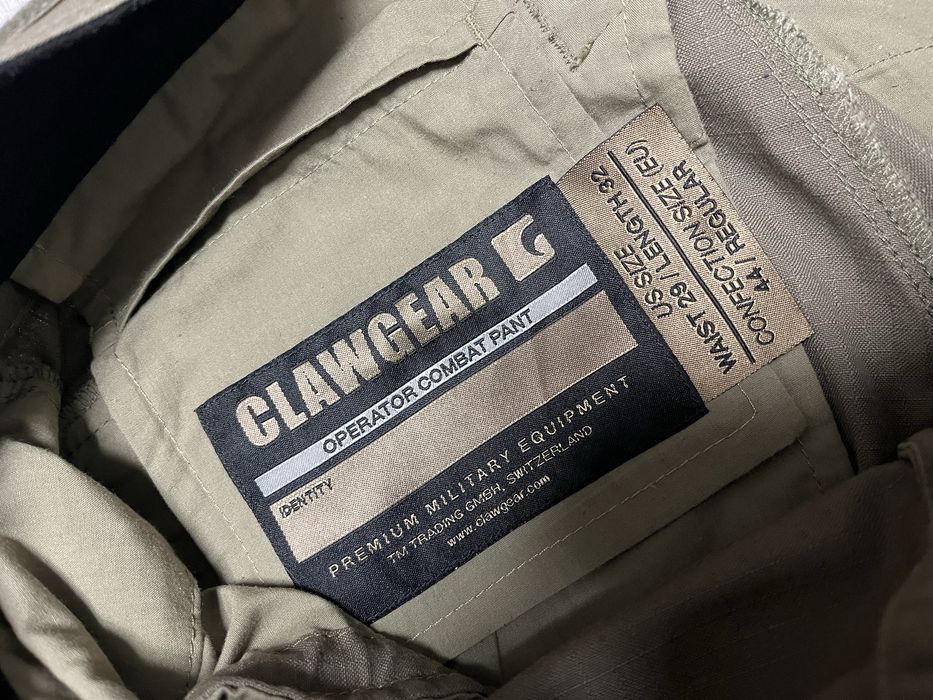 CLAWGEAR
OPERATOR COMBAT PANT
IDENTITY
PREMIUM MILITARY EQUIPMENT
TM TRADING GMBH, SWITZERLAND
www.clawgear.com
US SIZE
WAIST 29 / LENGTH 32
CONFECTION SIZE (EU)
44 / REGULAR